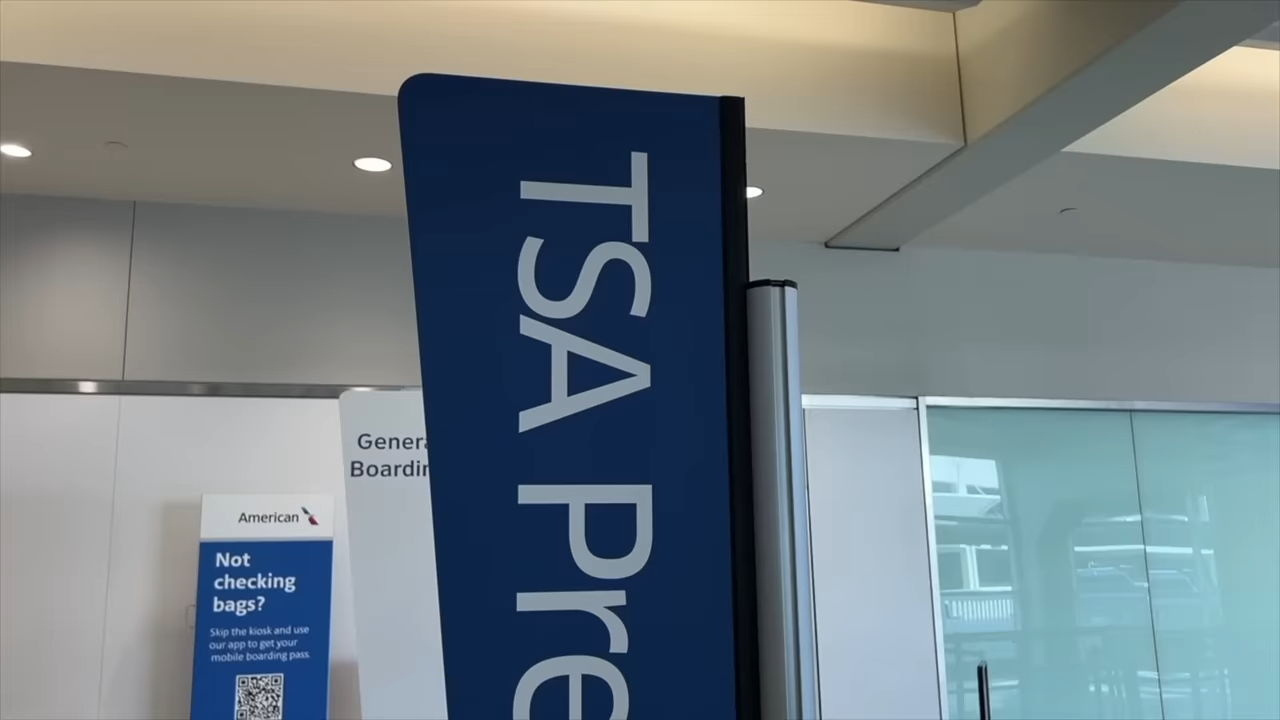 TSA Pre
Genera
Boardin
American
Not
checking
bags?
Skip the kiosk and use
our app to get your
mobile boarding pass.